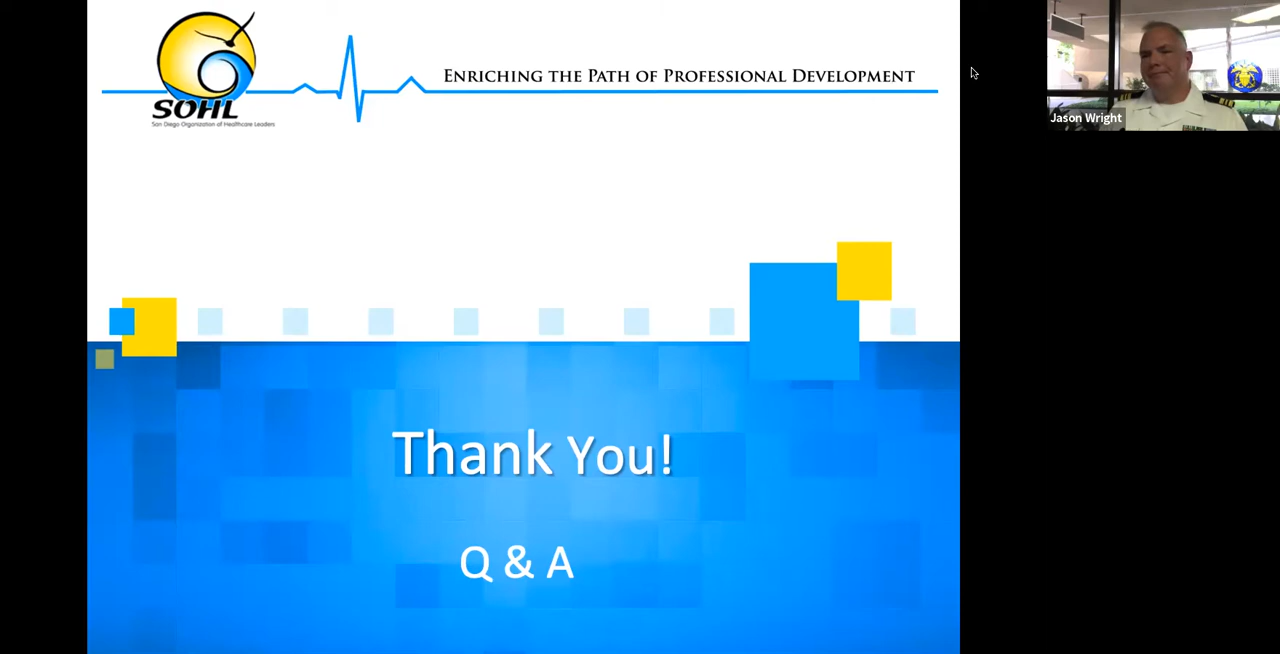 SOHL
San Diego Organization of Healthcare Leaders
ENRICHING THE PATH OF PROFESSIONAL DEVELOPMENT
Jason Wright
Thank You!
Q & A